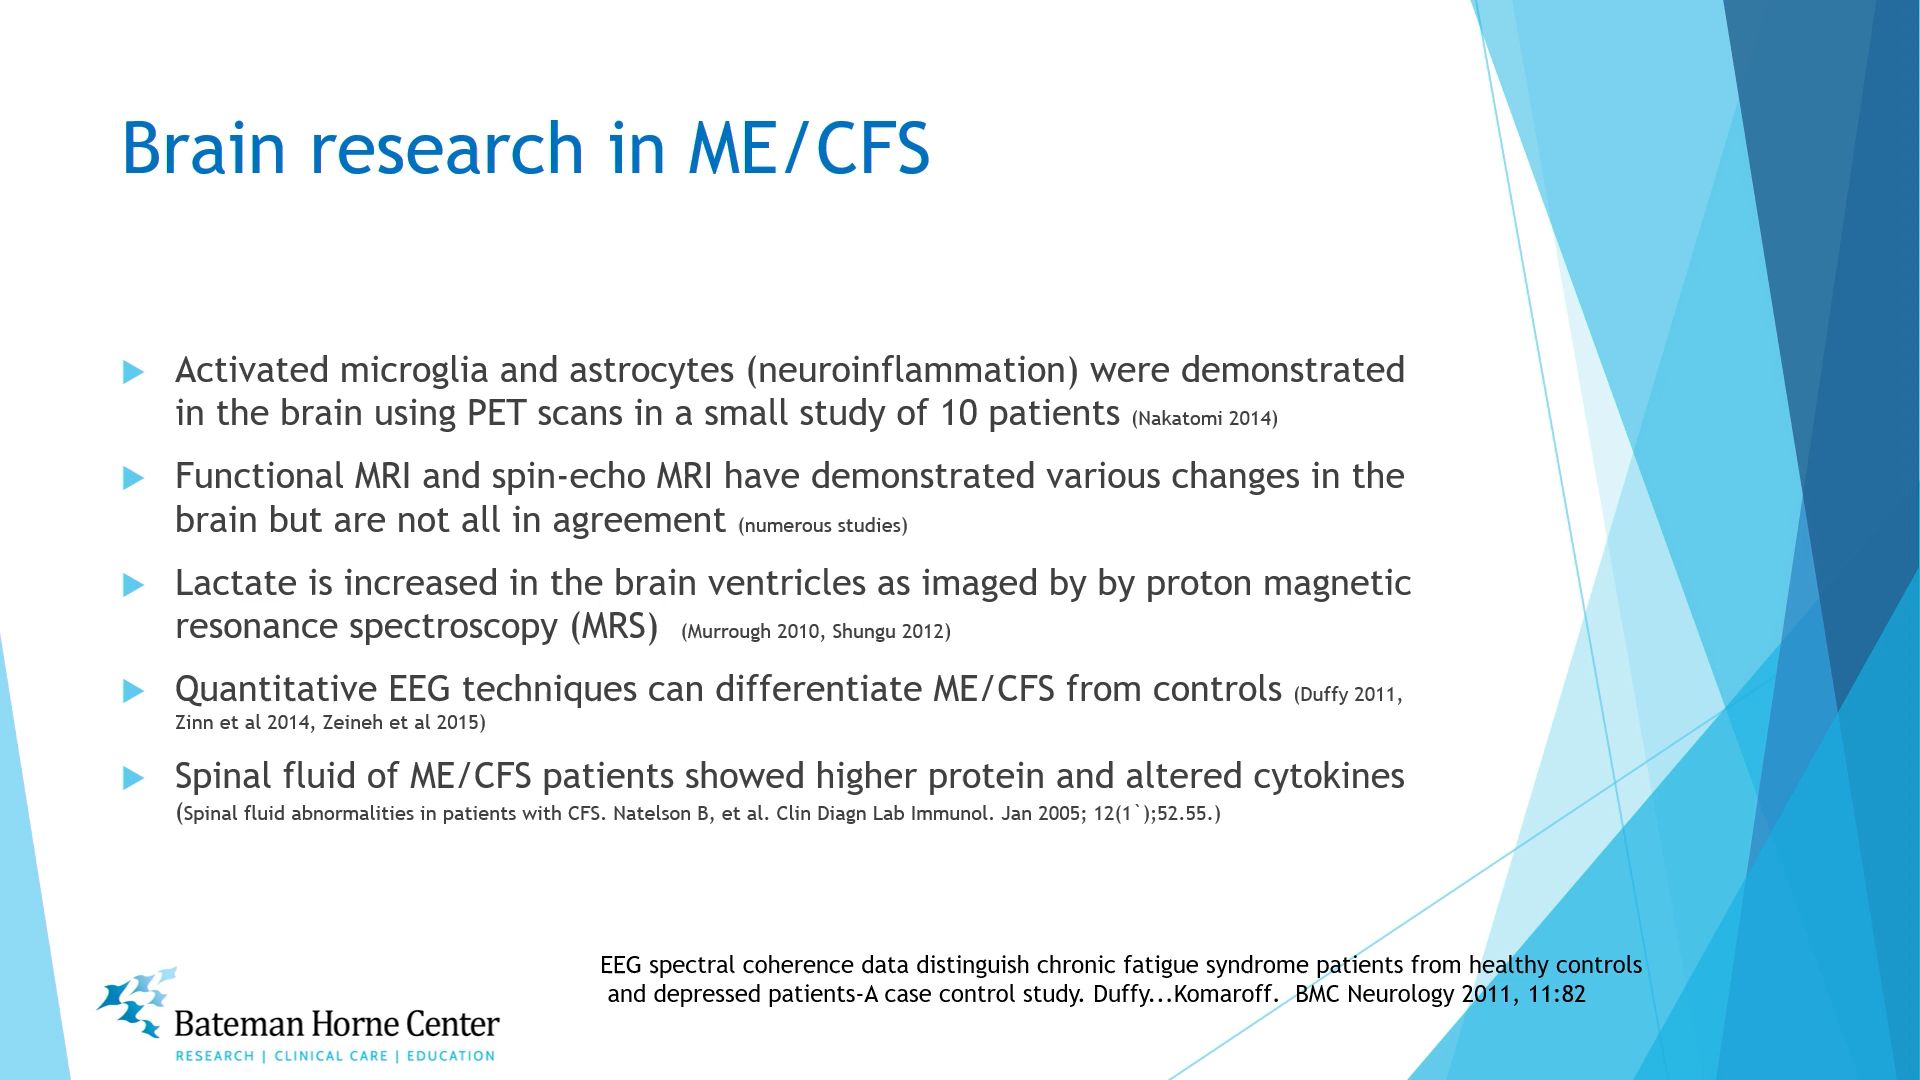 Brain research in ME/CFS
Activated microglia and astrocytes (neuroinflammation) were demonstrated
in the brain using PET scans in a small study of 10 patients (Nakatomi 2014)
Functional MRI and spin-echo MRI have demonstrated various changes in the
brain but are not all in agreement (numerous studies)
Lactate is increased in the brain ventricles as imaged by by proton magnetic
resonance spectroscopy (MRS) (Murrough 2010, Shungu 2012)
Quantitative EEG techniques can differentiate ME/CFS from controls (Duffy 2011,
Zinn et al 2014, Zeineh et al 2015)
Spinal fluid of ME/CFS patients showed higher protein and altered cytokines
(Spinal fluid abnormalities in patients with CFS. Natelson B, et al. Clin Diagn Lab Immunol. Jan 2005; 12(1`);52.55.)
EEG spectral coherence data distinguish chronic fatigue syndrome patients from healthy controls
and depressed patients-A case control study. Duffy...Komaroff. BMC Neurology 2011, 11:82
Bateman Horne Center
RESEARCH | CLINICAL CARE | EDUCATION